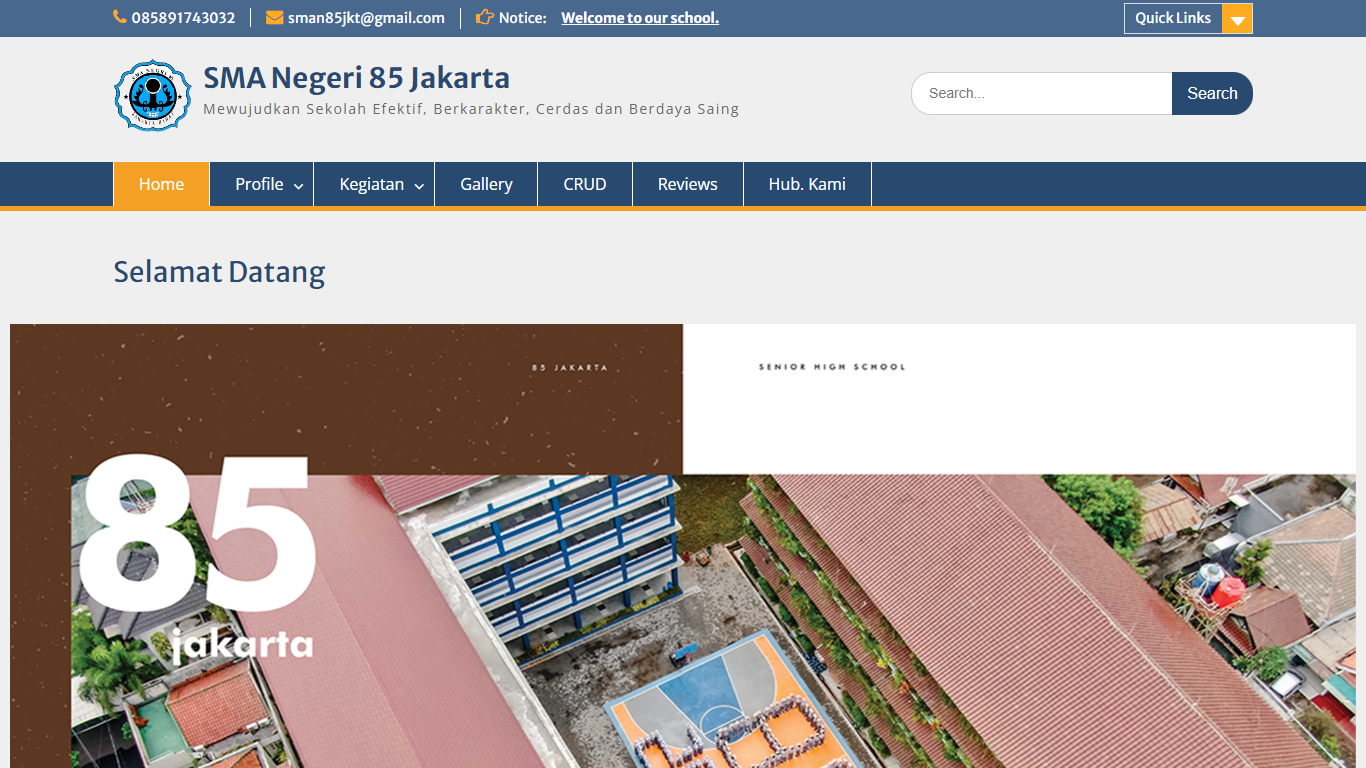 085891743032
sman85jkt@gmail.com
Notice: Welcome to our school.
Quick Links
SMA Negeri 85 Jakarta
Mewujudkan Sekolah Efektif, Berkarakter, Cerdas dan Berdaya Saing
Search...
Search
Home
Profile
Kegiatan
Gallery
CRUD
Reviews
Hub. Kami
Selamat Datang
85 JAKARTA
SENIOR HIGH SCHOOL
85
jakarta